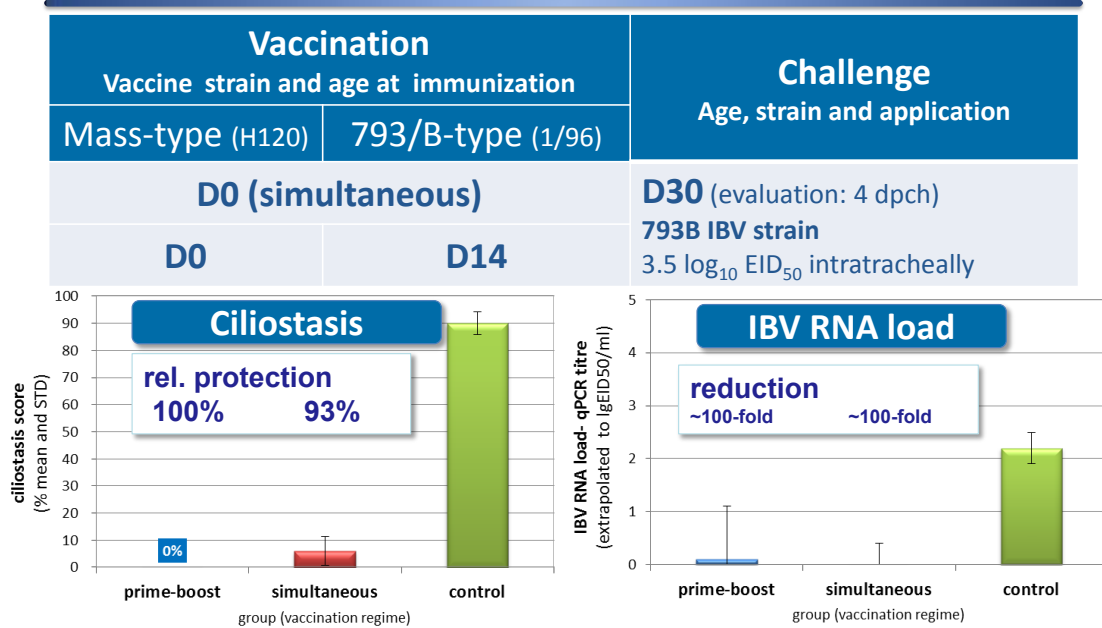 Vaccination
Vaccine strain and age at immunization
Challenge
Age, strain and application
Mass-type (H120)
793/B-type (1/96)
D0 (simultaneous)
D0
D14
D30 (evaluation: 4 dpch)
793B IBV strain
3.5 log₁₀ EID₅₀ intratracheally
Ciliostasis
rel. protection
100% 93%
ciliostasis score
(% mean and STD)
100
90
80
70
60
50
40
30
20
10
0
0%
prime-boost
simultaneous
control
group (vaccination regime)
IBV RNA load
reduction
~100-fold ~100-fold
IBV RNA load- qPCR titre
(extrapolated to lgEID50/ml)
5
4
3
2
1
0
prime-boost
simultaneous
control
group (vaccination regime)